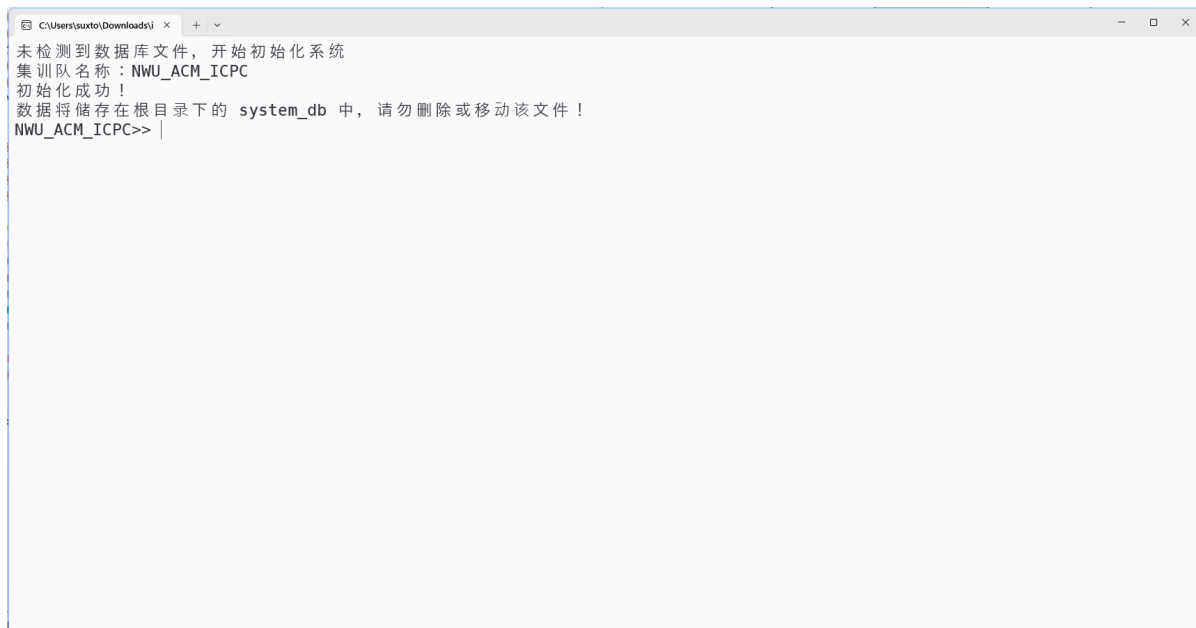 C:\Users\suxto\Downloads\i
未检测到数据库文件，开始初始化系统
集训队名称：NWU_ACM_ICPC
初始化成功！
数据将储存在根目录下的 system_db 中，请勿删除或移动该文件！
NWU_ACM_ICPC>>